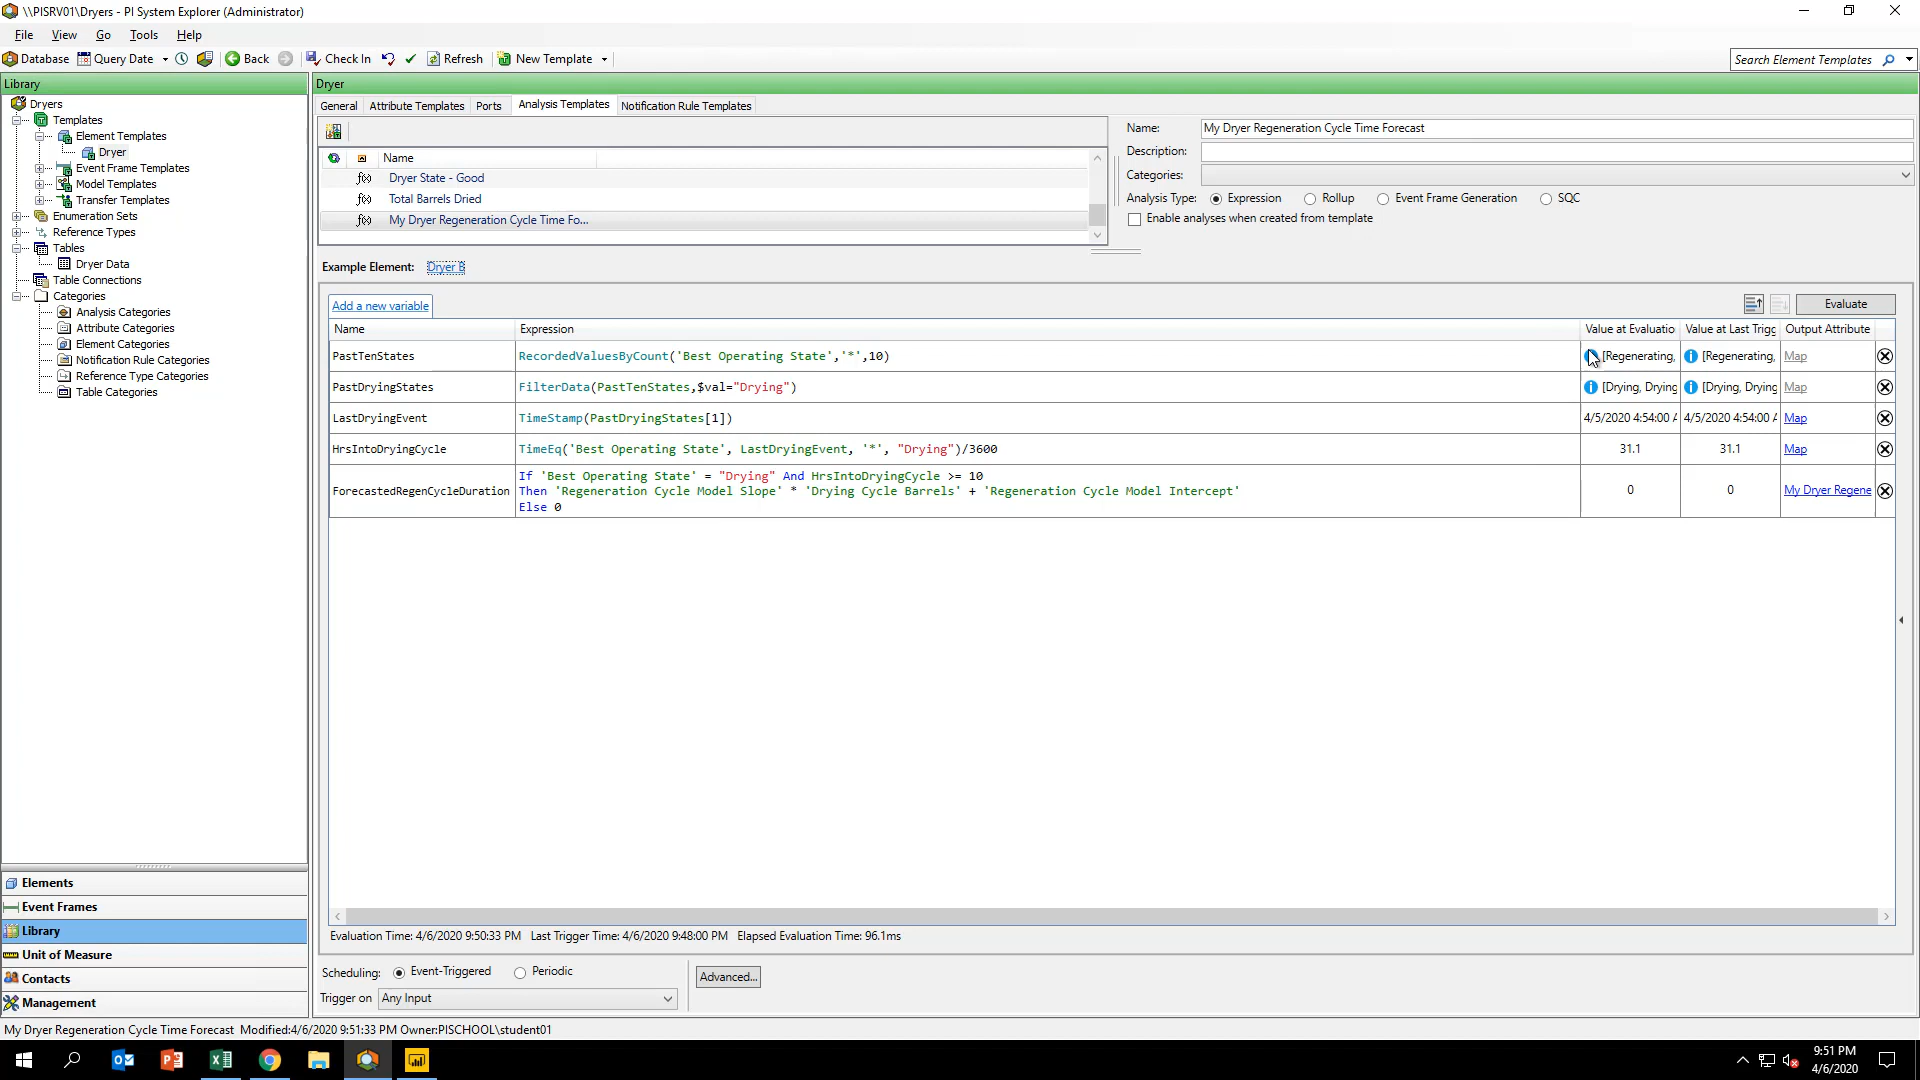 \\PISRV01\Dryers - PI System Explorer (Administrator)
File View Go Tools Help
Database Query Date Back Check In Refresh New Template Search Element Templates
Library
Dryers
Templates
Element Templates
Dryer
Event Frame Templates
Model Templates
Transfer Templates
Enumeration Sets
Reference Types
Tables
Dryer Data
Table Connections
Categories
Analysis Categories
Attribute Categories
Element Categories
Notification Rule Categories
Reference Type Categories
Table Categories
Elements
Event Frames
Library
Unit of Measure
Contacts
Management
Dryer
General Attribute Templates Ports Analysis Templates Notification Rule Templates
Name
Dryer State - Good
Total Barrels Dried
My Dryer Regeneration Cycle Time Fo...
Name: My Dryer Regeneration Cycle Time Forecast
Description:
Categories:
Analysis Type: Expression Rollup Event Frame Generation SQC
Enable analyses when created from template
Example Element: Dryer B
Add a new variable Evaluate
Name Expression Value at Evaluatio Value at Last Trigg Output Attribute
PastTenStates RecordedValuesByCount('Best Operating State','*',10) [Regenerating, [Regenerating, Map
PastDryingStates FilterData(PastTenStates,$val="Drying") [Drying, Drying [Drying, Drying Map
LastDryingEvent TimeStamp(PastDryingStates[1]) 4/5/2020 4:54:00 A 4/5/2020 4:54:00 A Map
HrsIntoDryingCycle TimeEq('Best Operating State', LastDryingEvent, '*', "Drying")/3600 31.1 31.1 Map
If 'Best Operating State' = "Drying" And HrsIntoDryingCycle >= 10
ForecastedRegenCycleDuration Then 'Regeneration Cycle Model Slope' * 'Drying Cycle Barrels' + 'Regeneration Cycle Model Intercept' 0 0 My Dryer Regene
Else 0
Evaluation Time: 4/6/2020 9:50:33 PM Last Trigger Time: 4/6/2020 9:48:00 PM Elapsed Evaluation Time: 96.1ms
Scheduling: Event-Triggered Periodic Advanced...
Trigger on Any Input
My Dryer Regeneration Cycle Time Forecast Modified:4/6/2020 9:51:33 PM Owner:PISCHOOL\student01
9:51 PM
4/6/2020